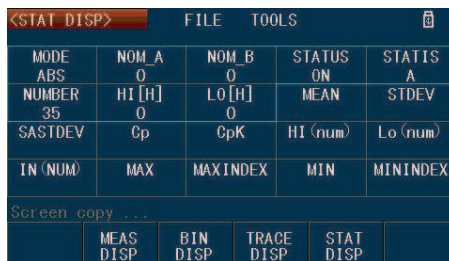 <STAT DISP> FILE TOOLS
MODE NOM_A NOM_B STATUS STATIS
ABS 0 0 ON A
NUMBER HI[H] LO[H] MEAN STDEV
35 0 0
SASTDEV Cp CpK HI(num) Lo(num)
IN(NUM) MAX MAXINDEX MIN MININDEX
Screen copy ...
MEAS BIN TRACE STAT
DISP DISP DISP DISP